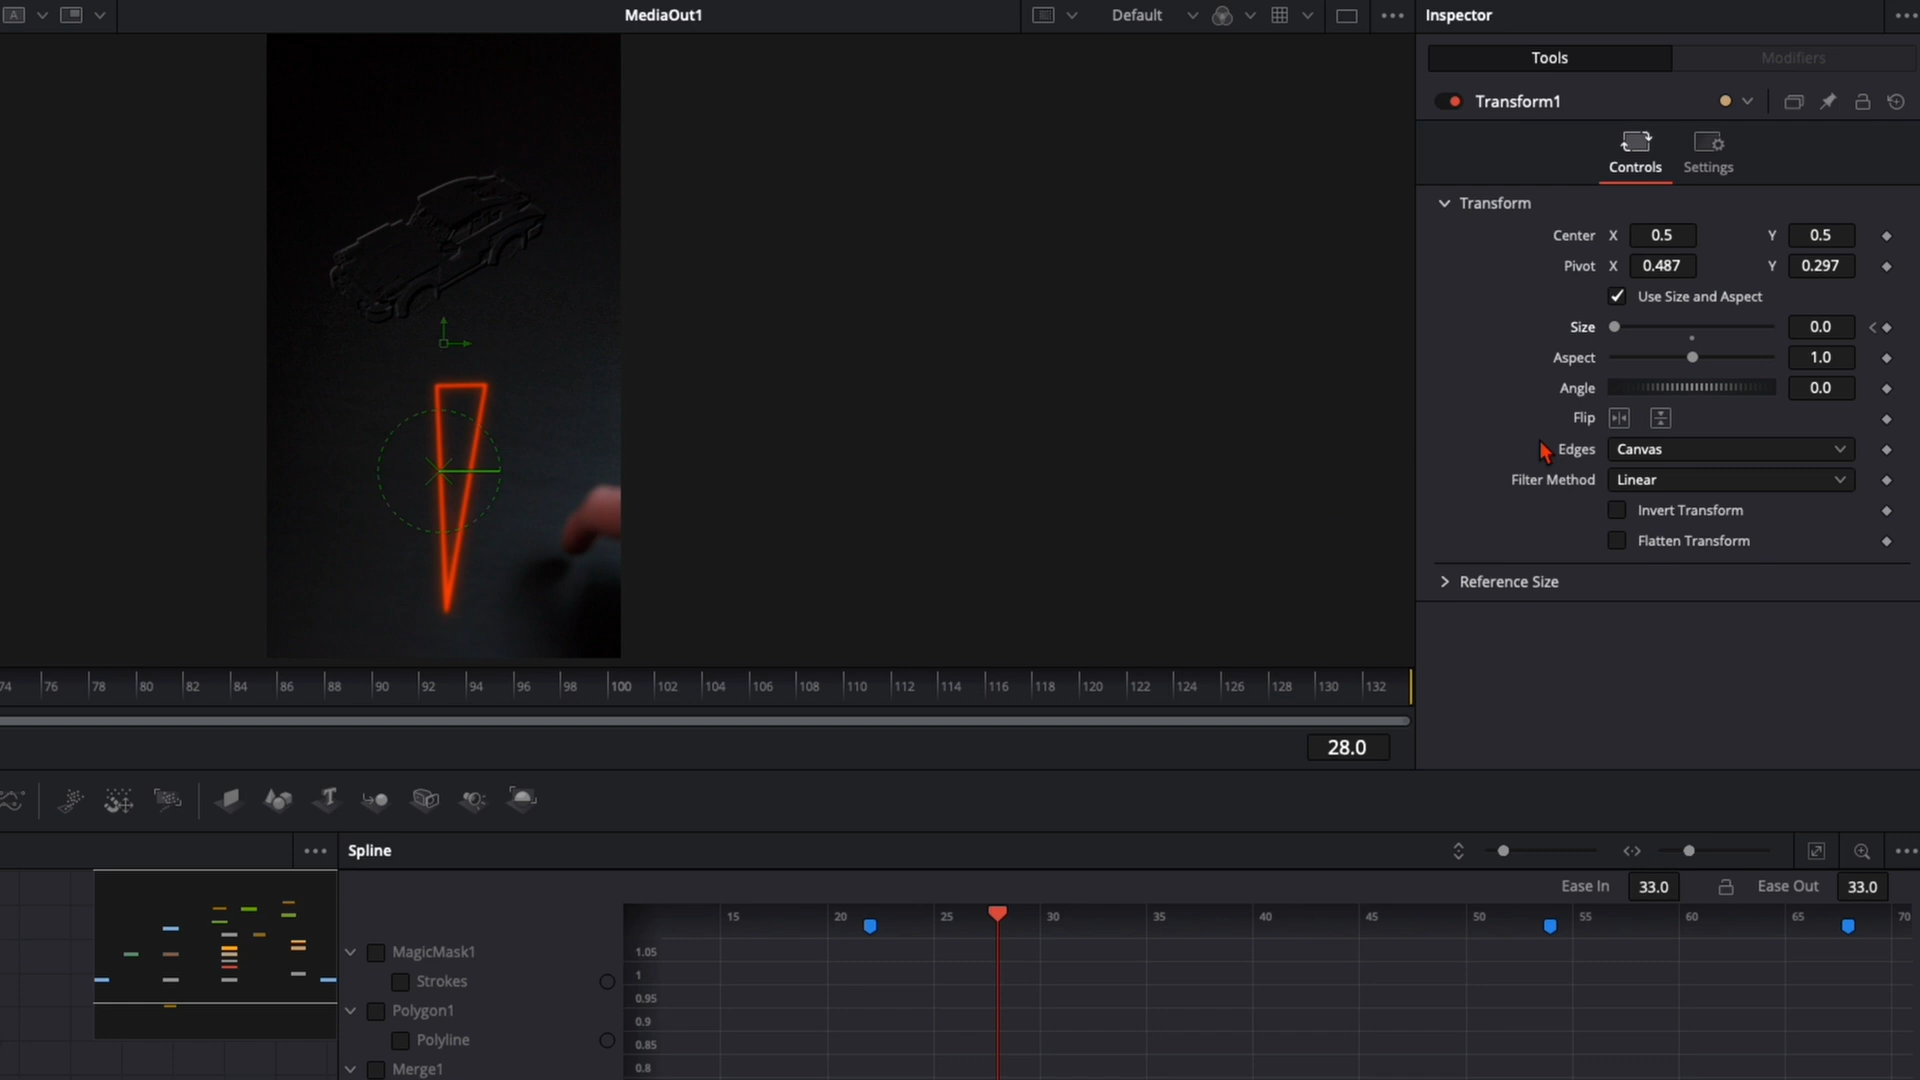 A
MediaOut1
Default
Inspector
Tools
Modifiers
Transform1
Controls
Settings
Transform
Center X 0.5 Y 0.5
Pivot X 0.487 Y 0.297
Use Size and Aspect
Size 0.0
Aspect 1.0
Angle 0.0
Flip
Edges Canvas
Filter Method Linear
Invert Transform
Flatten Transform
Reference Size
74 76 78 80 82 84 86 88 90 92 94 96 98 100 102 104 106 108 110 112 114 116 118 120 122 124 126 128 130 132
28.0
T
Spline
Ease In 33.0 Ease Out 33.0
15 20 25 30 35 40 45 50 55 60 65 70
MagicMask1
Strokes
Polygon1
Polyline
Merge1
1.05
1
0.95
0.9
0.85
0.8